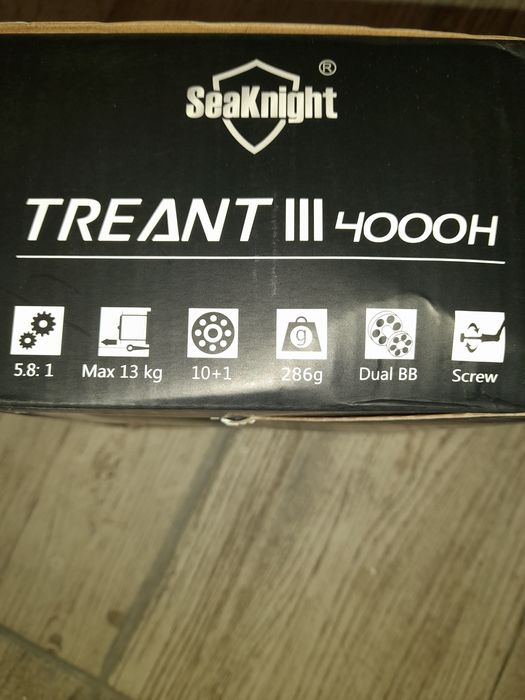 SeaKnight ®
TREANT III 4000H
g
5.8: 1 Max 13 kg 10+1 286g Dual BB Screw